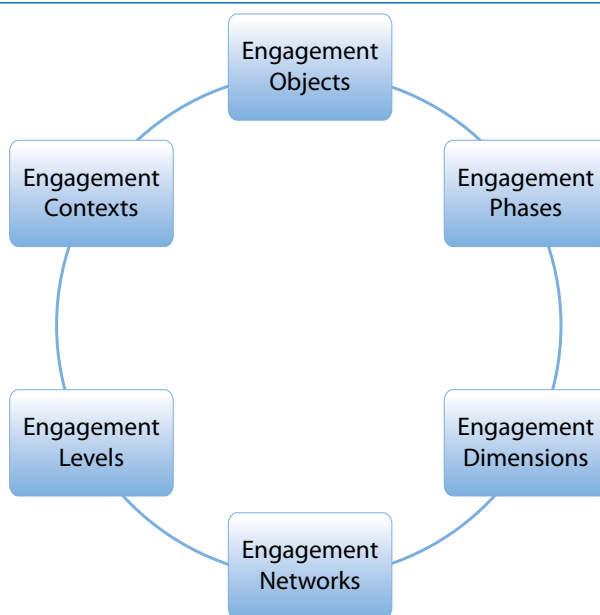 Engagement
Objects
Engagement
Phases
Engagement
Dimensions
Engagement
Networks
Engagement
Levels
Engagement
Contexts